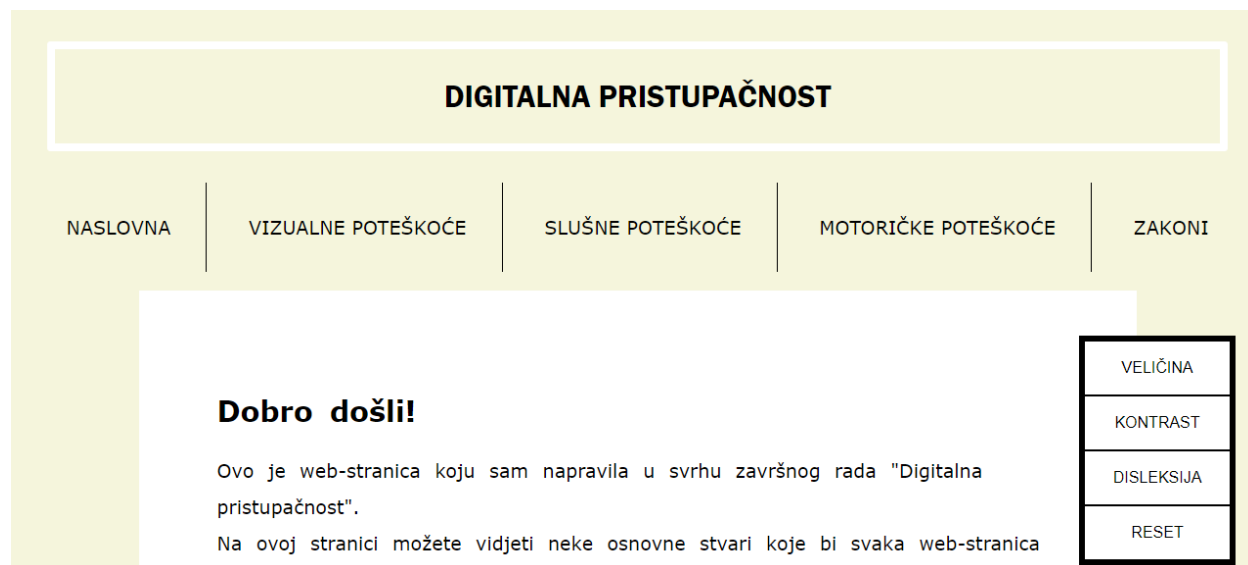 DIGITALNA PRISTUPAČNOST
NASLOVNA
VIZUALNE POTEŠKOĆE
SLUŠNE POTEŠKOĆE
MOTORIČKE POTEŠKOĆE
ZAKONI
Dobro došli!
Ovo je web-stranica koju sam napravila u svrhu završnog rada "Digitalna
pristupačnost".
Na ovoj stranici možete vidjeti neke osnovne stvari koje bi svaka web-stranica
VELIČINA
KONTRAST
DISLEKSIJA
RESET